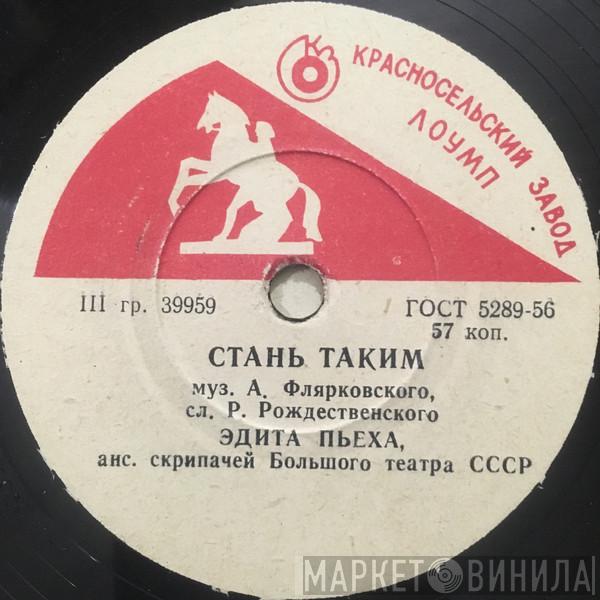 КЗ
КРАСНОСЕЛЬСКИЙ ЗАВОД
ЛОУМП
III гр. 39959
ГОСТ 5289-56
57 коп.
СТАНЬ ТАКИМ
муз. А. Флярковского,
сл. Р. Рождественского
ЭДИТА ПЬЕХА,
анс. скрипачей Большого театра СССР
МАРКЕТ ВИНИЛА